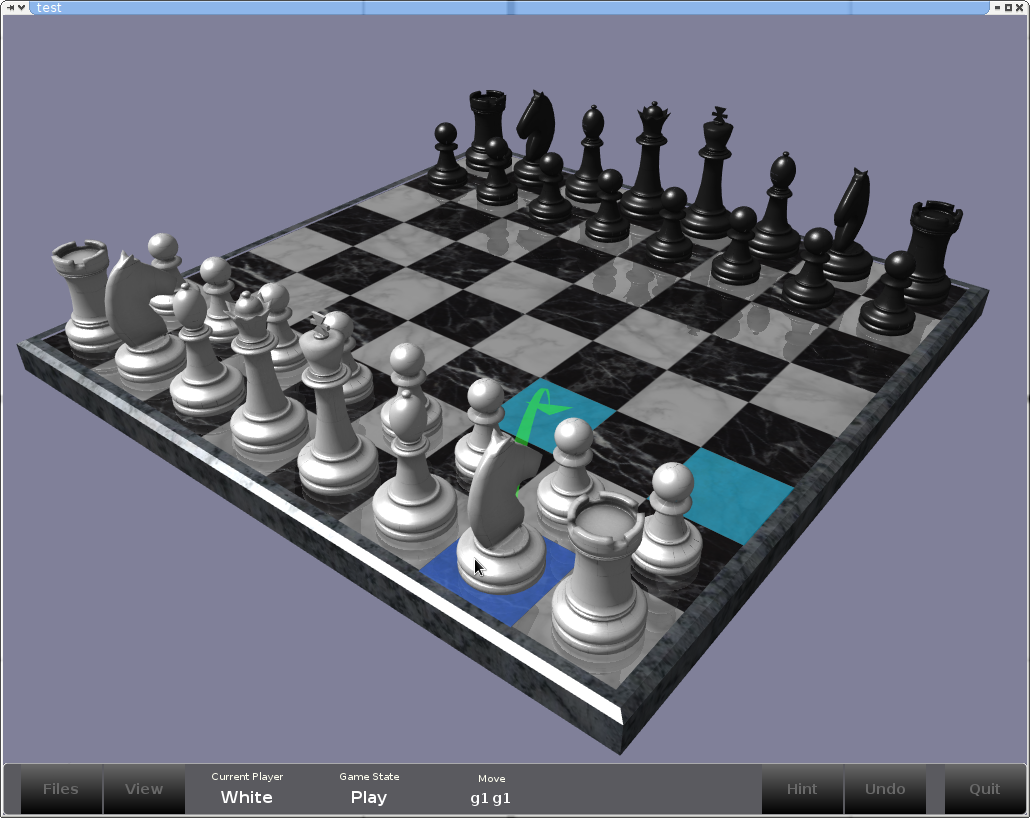 test
Files
View
Current Player
White
Game State
Play
Move
g1 g1
Hint
Undo
Quit